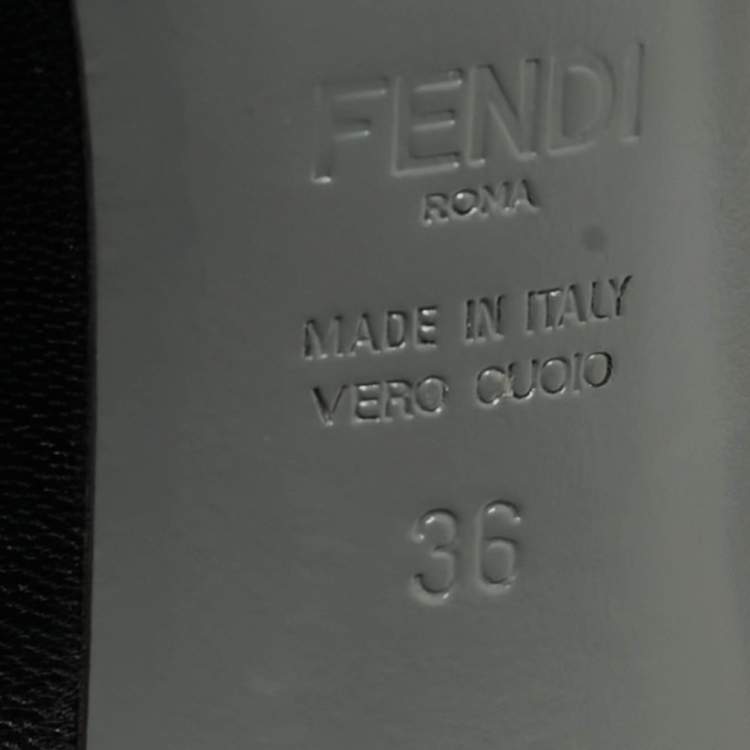 FENDI
ROMA
MADE IN ITALY
VERO CUOIO
36